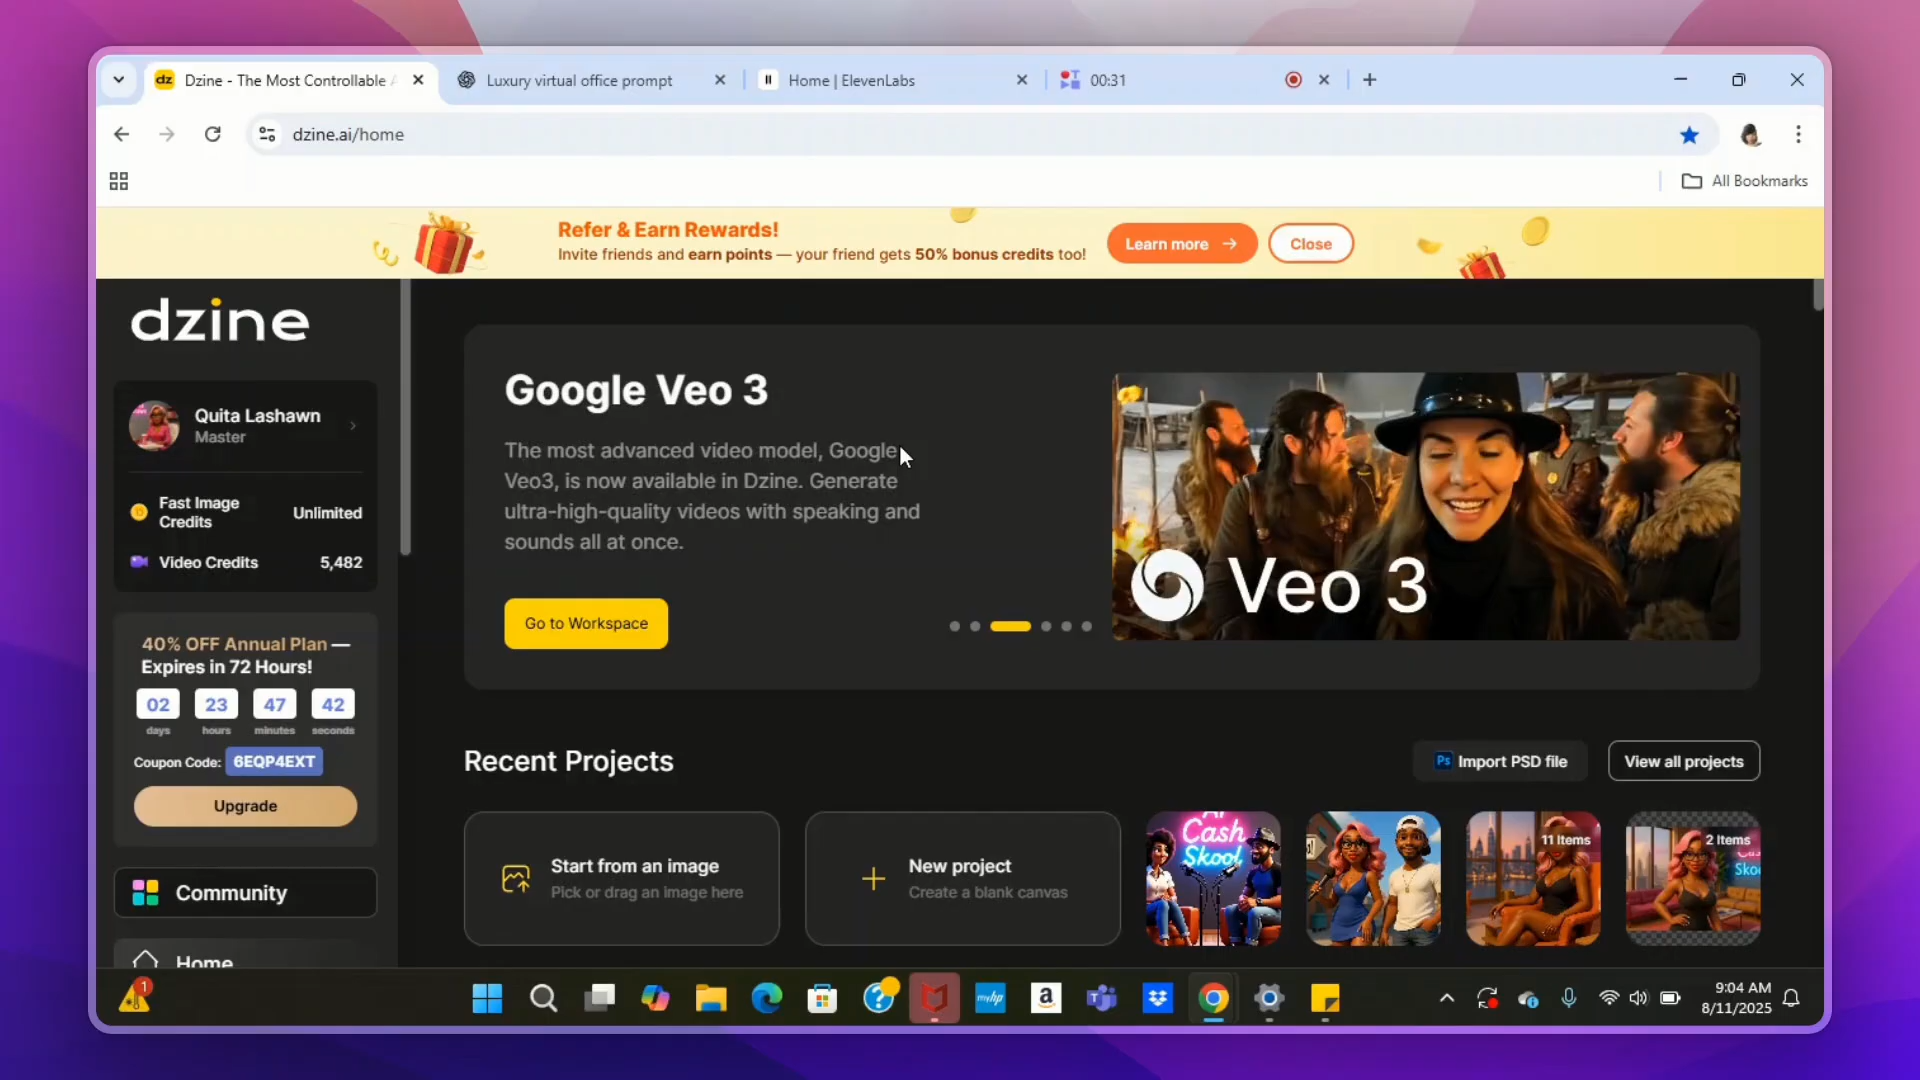 dz Dzine - The Most Controllable A
Luxury virtual office prompt
Home | ElevenLabs
00:31
dzine.ai/home
All Bookmarks
Refer & Earn Rewards!
Invite friends and earn points — your friend gets 50% bonus credits too!
Learn more →
Close
dzine
Quita Lashawn
Master
Fast Image
Credits
Unlimited
Video Credits
5,482
40% OFF Annual Plan —
Expires in 72 Hours!
02 23 47 42
days hours minutes seconds
Coupon Code: 6EQP4EXT
Upgrade
Community
Home
Google Veo 3
The most advanced video model, Google
Veo3, is now available in Dzine. Generate
ultra-high-quality videos with speaking and
sounds all at once.
Go to Workspace
Veo 3
Recent Projects
Ps Import PSD file
View all projects
Start from an image
Pick or drag an image here
New project
Create a blank canvas
Cash
Skool
11 Items
2 Items
1
myhp
a
9:04 AM
8/11/2025